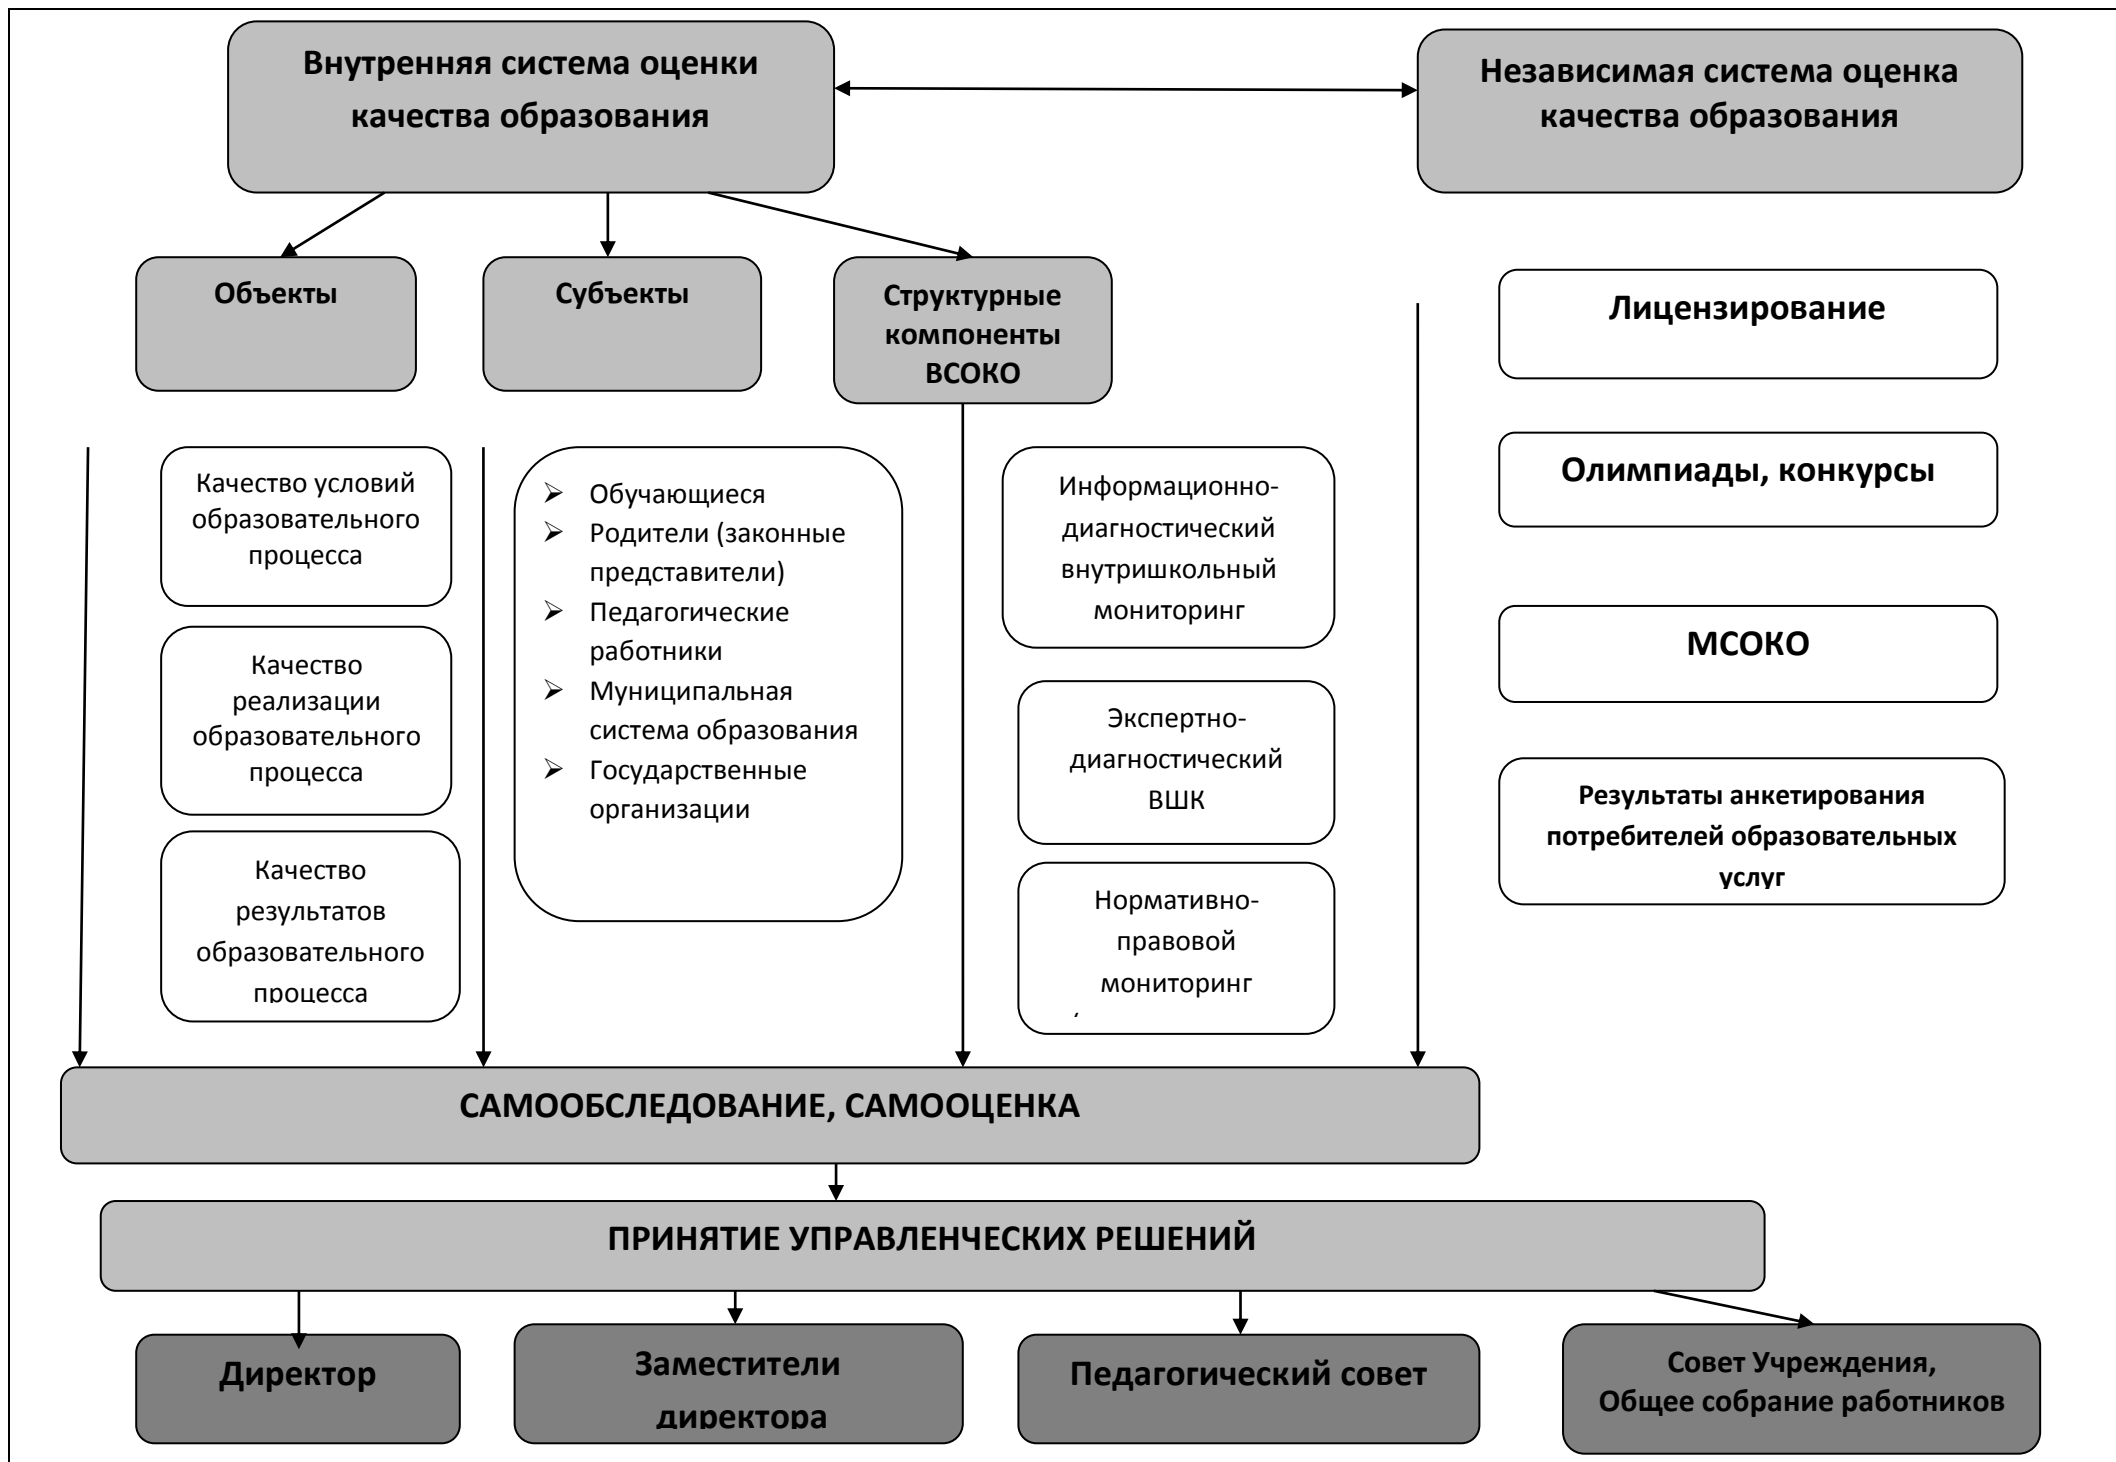 Внутренняя система оценки
качества образования
Независимая система оценка
качества образования
Объекты
Субъекты
Структурные
компоненты
ВСОКО
Качество условий
образовательного
процесса
Качество
реализации
образовательного
процесса
Качество
результатов
образовательного
процесса
Обучающиеся
Родители (законные
представители)
Педагогические
работники
Муниципальная
система образования
Государственные
организации
Информационно-
диагностический
внутришкольный
мониторинг
Экспертно-
диагностический
ВШК
Нормативно-
правовой
мониторинг
Лицензирование
Олимпиады, конкурсы
МСОКО
Результаты анкетирования
потребителей образовательных
услуг
САМООБСЛЕДОВАНИЕ, САМООЦЕНКА
ПРИНЯТИЕ УПРАВЛЕНЧЕСКИХ РЕШЕНИЙ
Директор
Заместители
директора
Педагогический совет
Совет Учреждения,
Общее собрание работников